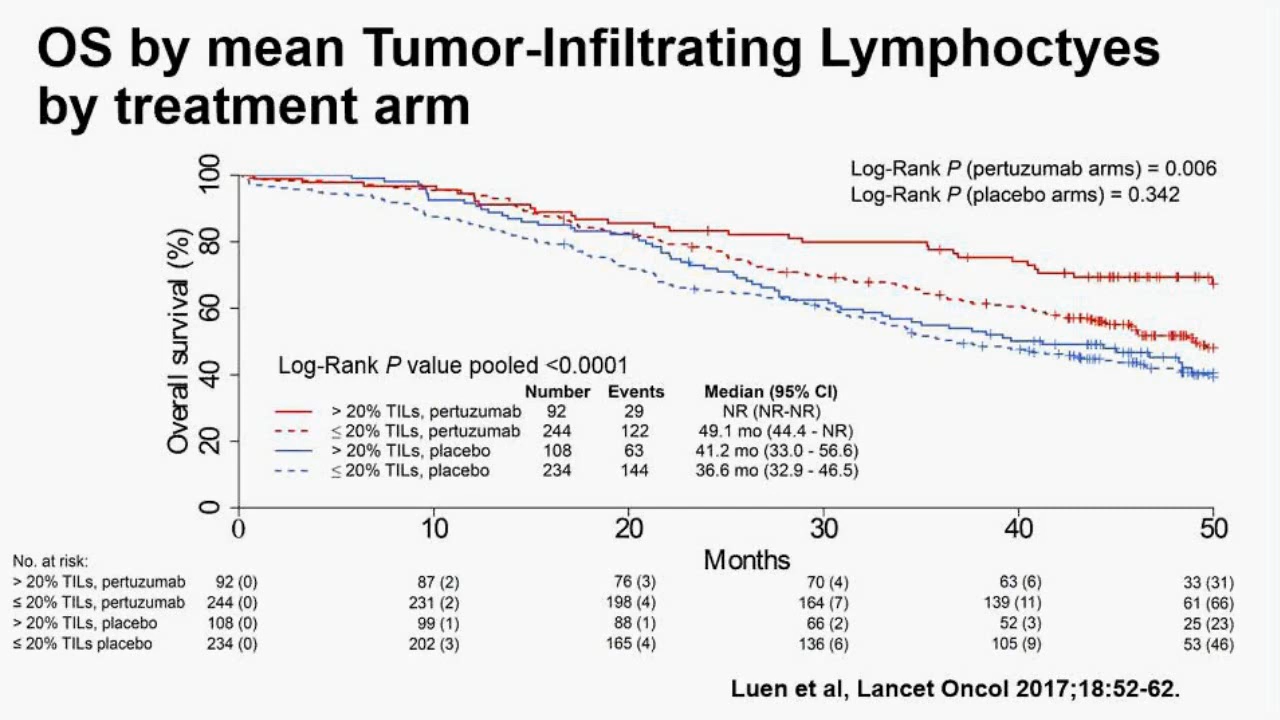 OS by mean Tumor-Infiltrating Lymphoctyes
by treatment arm
Log-Rank P (pertuzumab arms) = 0.006
Log-Rank P (placebo arms) = 0.342
Overall survival (%)
100
80
60
40
20
0
Log-Rank P value pooled <0.0001
Number Events Median (95% CI)
> 20% TILs, pertuzumab 92 29 NR (NR-NR)
≤ 20% TILs, pertuzumab 244 122 49.1 mo (44.4 - NR)
> 20% TILs, placebo 108 63 41.2 mo (33.0 - 56.6)
≤ 20% TILs, placebo 234 144 36.6 mo (32.9 - 46.5)
0 10 20 30 40 50
Months
No. at risk:
> 20% TILs, pertuzumab 92 (0) 87 (2) 76 (3) 70 (4) 63 (6) 33 (31)
≤ 20% TILs, pertuzumab 244 (0) 231 (2) 198 (4) 164 (7) 139 (11) 61 (66)
> 20% TILs, placebo 108 (0) 99 (1) 88 (1) 66 (2) 52 (3) 25 (23)
≤ 20% TILs placebo 234 (0) 202 (3) 165 (4) 136 (6) 105 (9) 53 (46)
Luen et al, Lancet Oncol 2017;18:52-62.